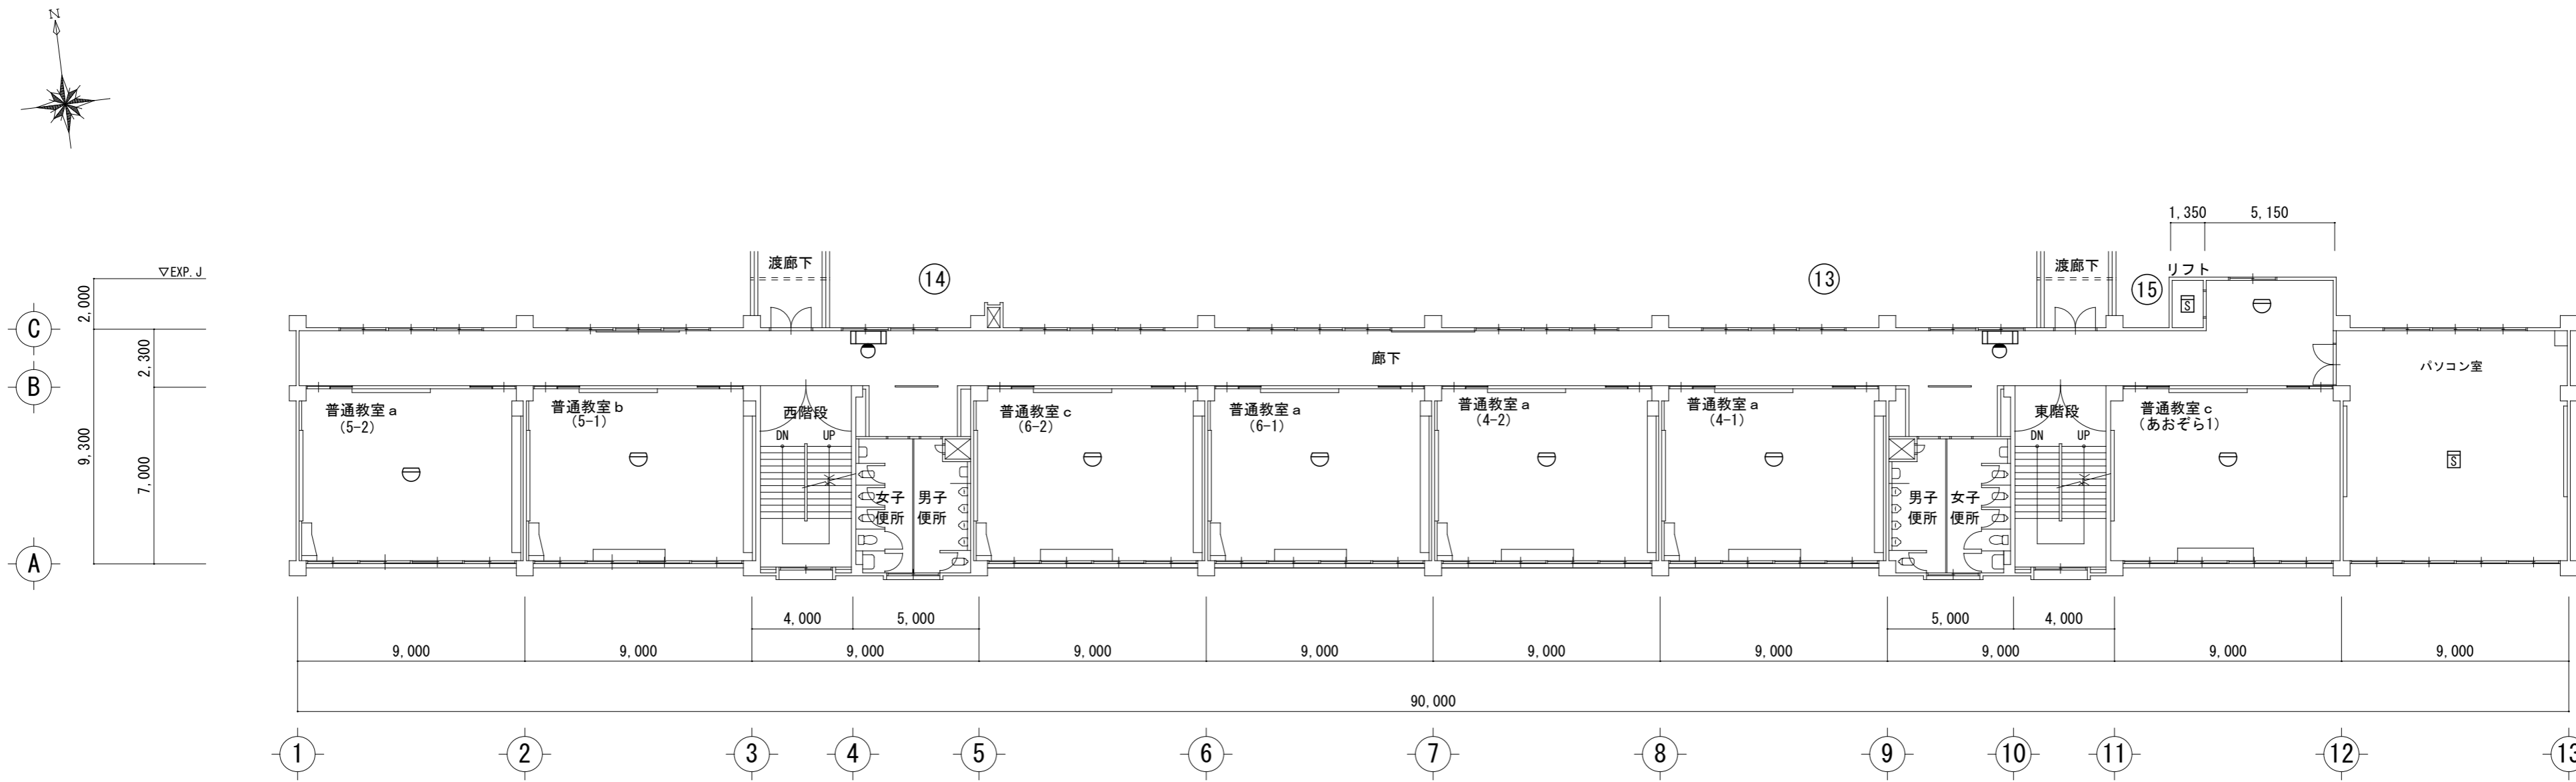 N
1,350
5,150
渡廊下
渡廊下
▽EXP.J
14
13
15
リフト
S
2,000
C
2,300
廊下
B
パソコン室
9,300
7,000
普通教室a
(5-2)
普通教室b
(5-1)
西階段
DN
UP
普通教室c
(6-2)
普通教室a
(6-1)
普通教室a
(4-2)
普通教室a
(4-1)
東階段
DN
UP
普通教室c
(あおぞら1)
S
女子
便所
男子
便所
男子
便所
女子
便所
A
4,000
5,000
5,000
4,000
9,000
9,000
9,000
9,000
9,000
9,000
9,000
9,000
9,000
9,000
90,000
1
2
3
4
5
6
7
8
9
10
11
12
13